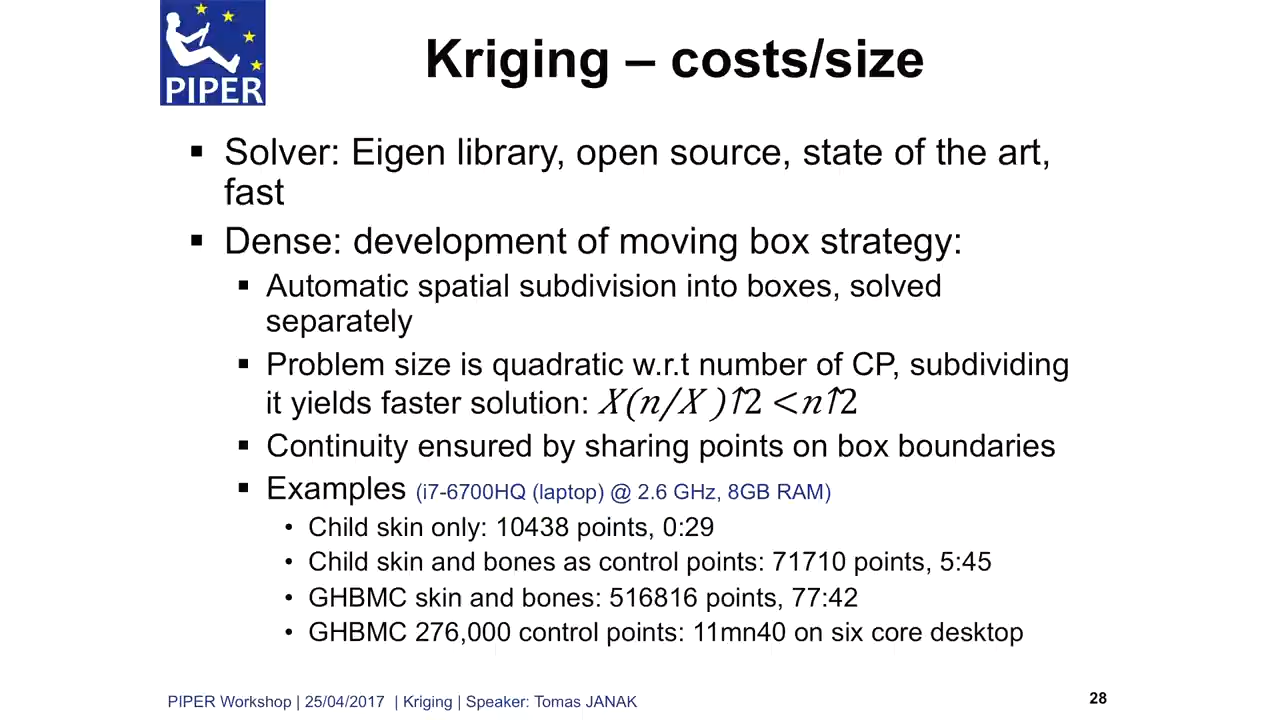 PIPER
Kriging – costs/size
▪ Solver: Eigen library, open source, state of the art,
fast
▪ Dense: development of moving box strategy:
▪ Automatic spatial subdivision into boxes, solved
separately
▪ Problem size is quadratic w.r.t number of CP, subdividing
it yields faster solution: X(n/X )↑2 <n↑2
▪ Continuity ensured by sharing points on box boundaries
▪ Examples (i7-6700HQ (laptop) @ 2.6 GHz, 8GB RAM)
• Child skin only: 10438 points, 0:29
• Child skin and bones as control points: 71710 points, 5:45
• GHBMC skin and bones: 516816 points, 77:42
• GHBMC 276,000 control points: 11mn40 on six core desktop
PIPER Workshop | 25/04/2017 | Kriging | Speaker: Tomas JANAK
28